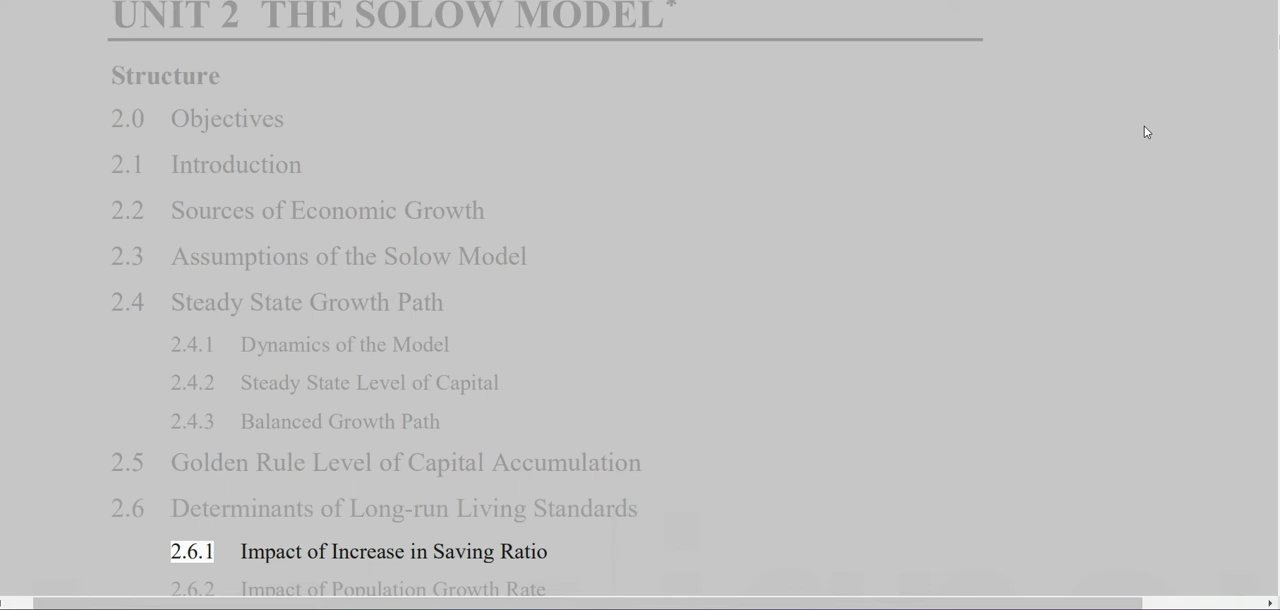 UNIT 2 THE SOLOW MODEL*
Structure
2.0 Objectives
2.1 Introduction
2.2 Sources of Economic Growth
2.3 Assumptions of the Solow Model
2.4 Steady State Growth Path
2.4.1 Dynamics of the Model
2.4.2 Steady State Level of Capital
2.4.3 Balanced Growth Path
2.5 Golden Rule Level of Capital Accumulation
2.6 Determinants of Long-run Living Standards
2.6.1 Impact of Increase in Saving Ratio
2.6.2 Impact of Population Growth Rate